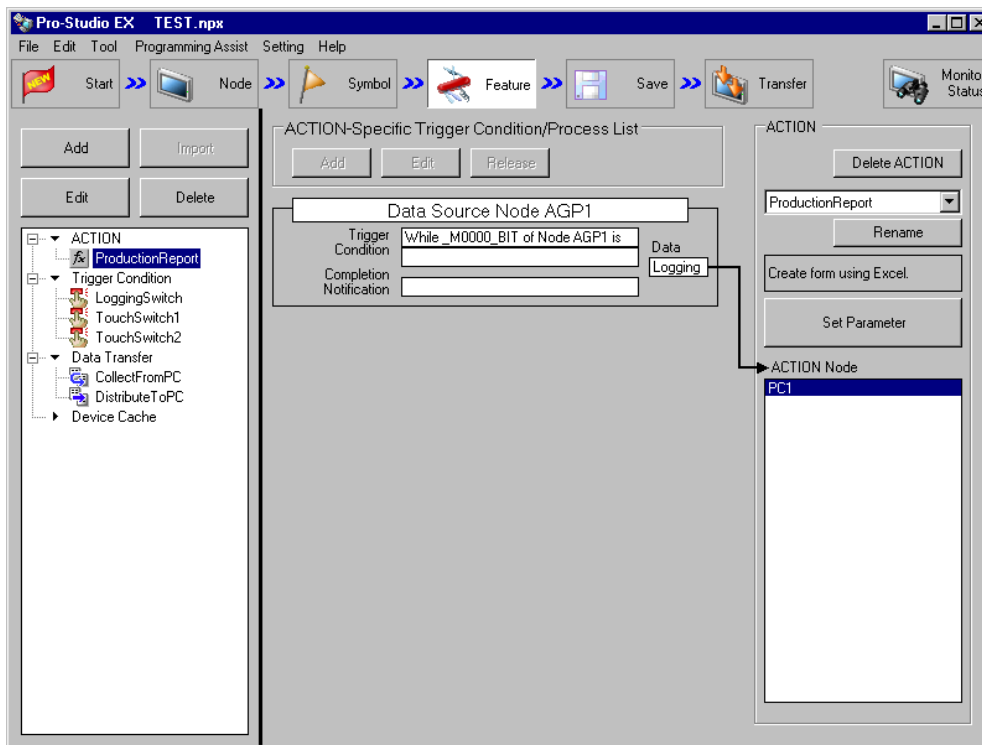 Pro-Studio EX TEST.npx
File Edit Tool Programming Assist Setting Help
NEW Start Node Symbol Feature Save Transfer Monito
Status
Add Import
Edit Delete
ACTION
fx ProductionReport
Trigger Condition
LoggingSwitch
TouchSwitch1
TouchSwitch2
Data Transfer
CollectFromPC
DistributeToPC
Device Cache
ACTION-Specific Trigger Condition/Process List
Add Edit Release
Data Source Node AGP1
Trigger
Condition
While _M0000_BIT of Node AGP1 is
Completion
Notification
Data
Logging
ACTION
Delete ACTION
ProductionReport
Rename
Create form using Excel.
Set Parameter
ACTION Node
PC1